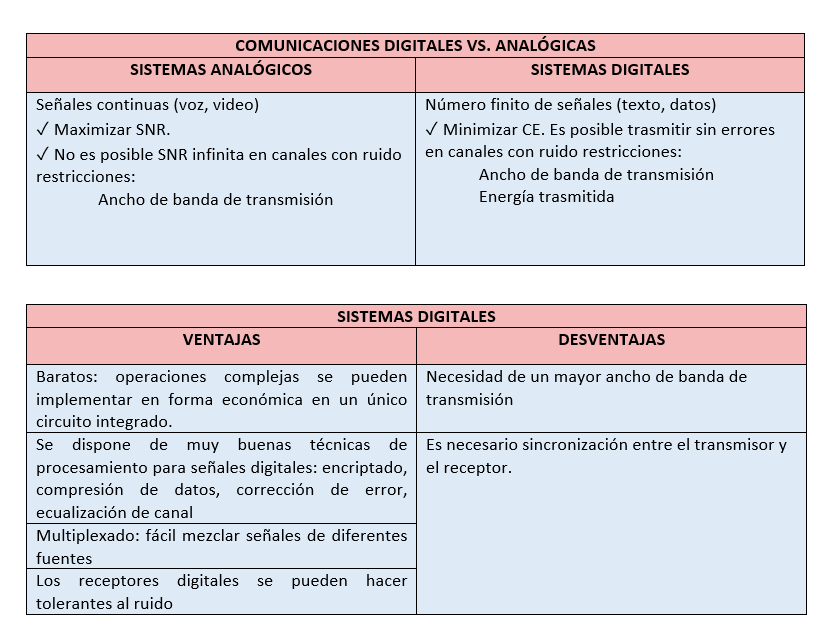 COMUNICACIONES DIGITALES VS. ANALÓGICAS
SISTEMAS ANALÓGICOS
Señales continuas (voz, video)
✓ Maximizar SNR.
✓ No es posible SNR infinita en canales con ruido
restricciones:
Ancho de banda de transmisión
SISTEMAS DIGITALES
Número finito de señales (texto, datos)
✓ Minimizar CE. Es posible trasmitir sin errores
en canales con ruido restricciones:
Ancho de banda de transmisión
Energía trasmitida
SISTEMAS DIGITALES
VENTAJAS
Baratos: operaciones complejas se pueden
implementar en forma económica en un único
circuito integrado.
Se dispone de muy buenas técnicas de
procesamiento para señales digitales: encriptado,
compresión de datos, corrección de error,
ecualización de canal
Multiplexado: fácil mezclar señales de diferentes
fuentes
Los receptores digitales se pueden hacer
tolerantes al ruido
DESVENTAJAS
Necesidad de un mayor ancho de banda de
transmisión
Es necesario sincronización entre el transmisor y
el receptor.